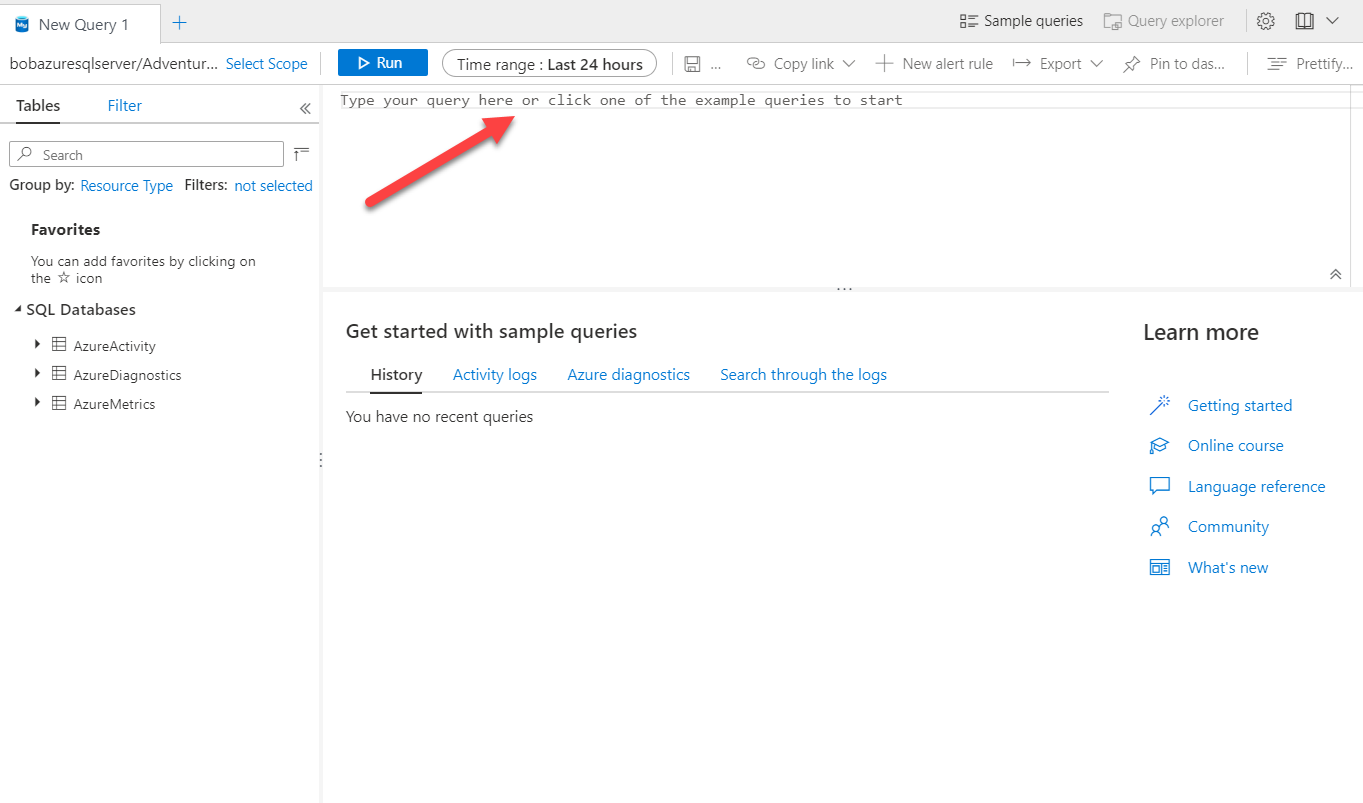 New Query 1
Sample queries
Query explorer
bobazuresqlserver/Adventur...
Select Scope
Run
Time range : Last 24 hours
...
Copy link
New alert rule
Export
Pin to das...
Prettify...
Tables
Filter
Type your query here or click one of the example queries to start
Search
Group by: Resource Type
Filters: not selected
Favorites
You can add favorites by clicking on
the ☆ icon
SQL Databases
AzureActivity
AzureDiagnostics
AzureMetrics
Get started with sample queries
History
Activity logs
Azure diagnostics
Search through the logs
You have no recent queries
Learn more
Getting started
Online course
Language reference
Community
What's new